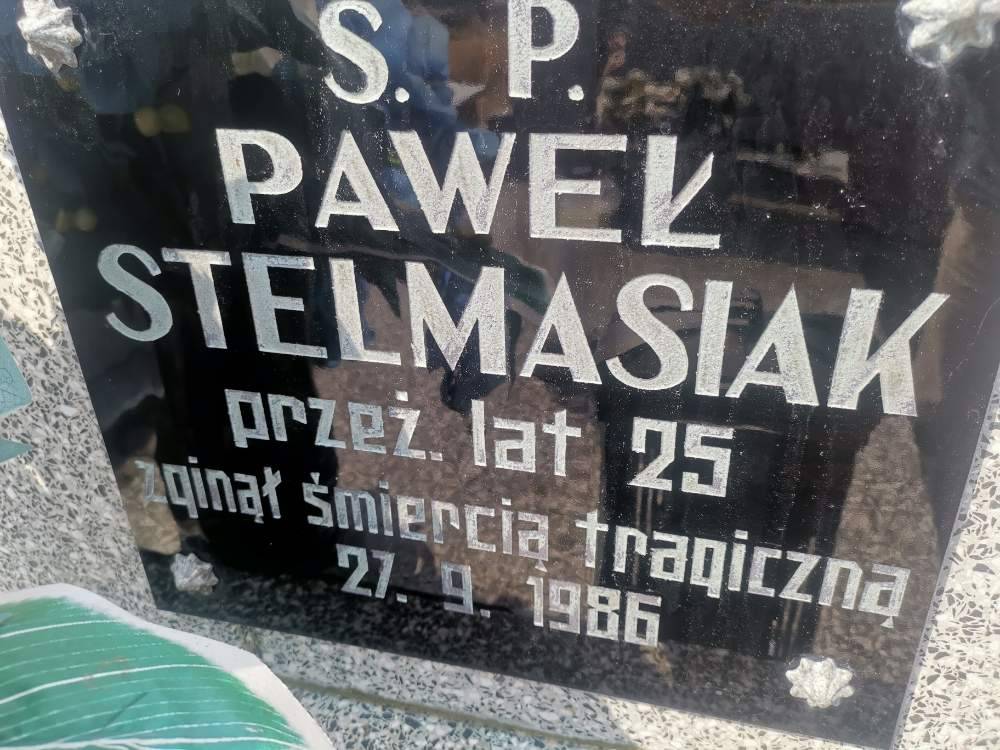 S. P.
PAWEŁ
STELMASIAK
przeż. lat 25
zginął śmiercią tragiczną
27. 9. 1986